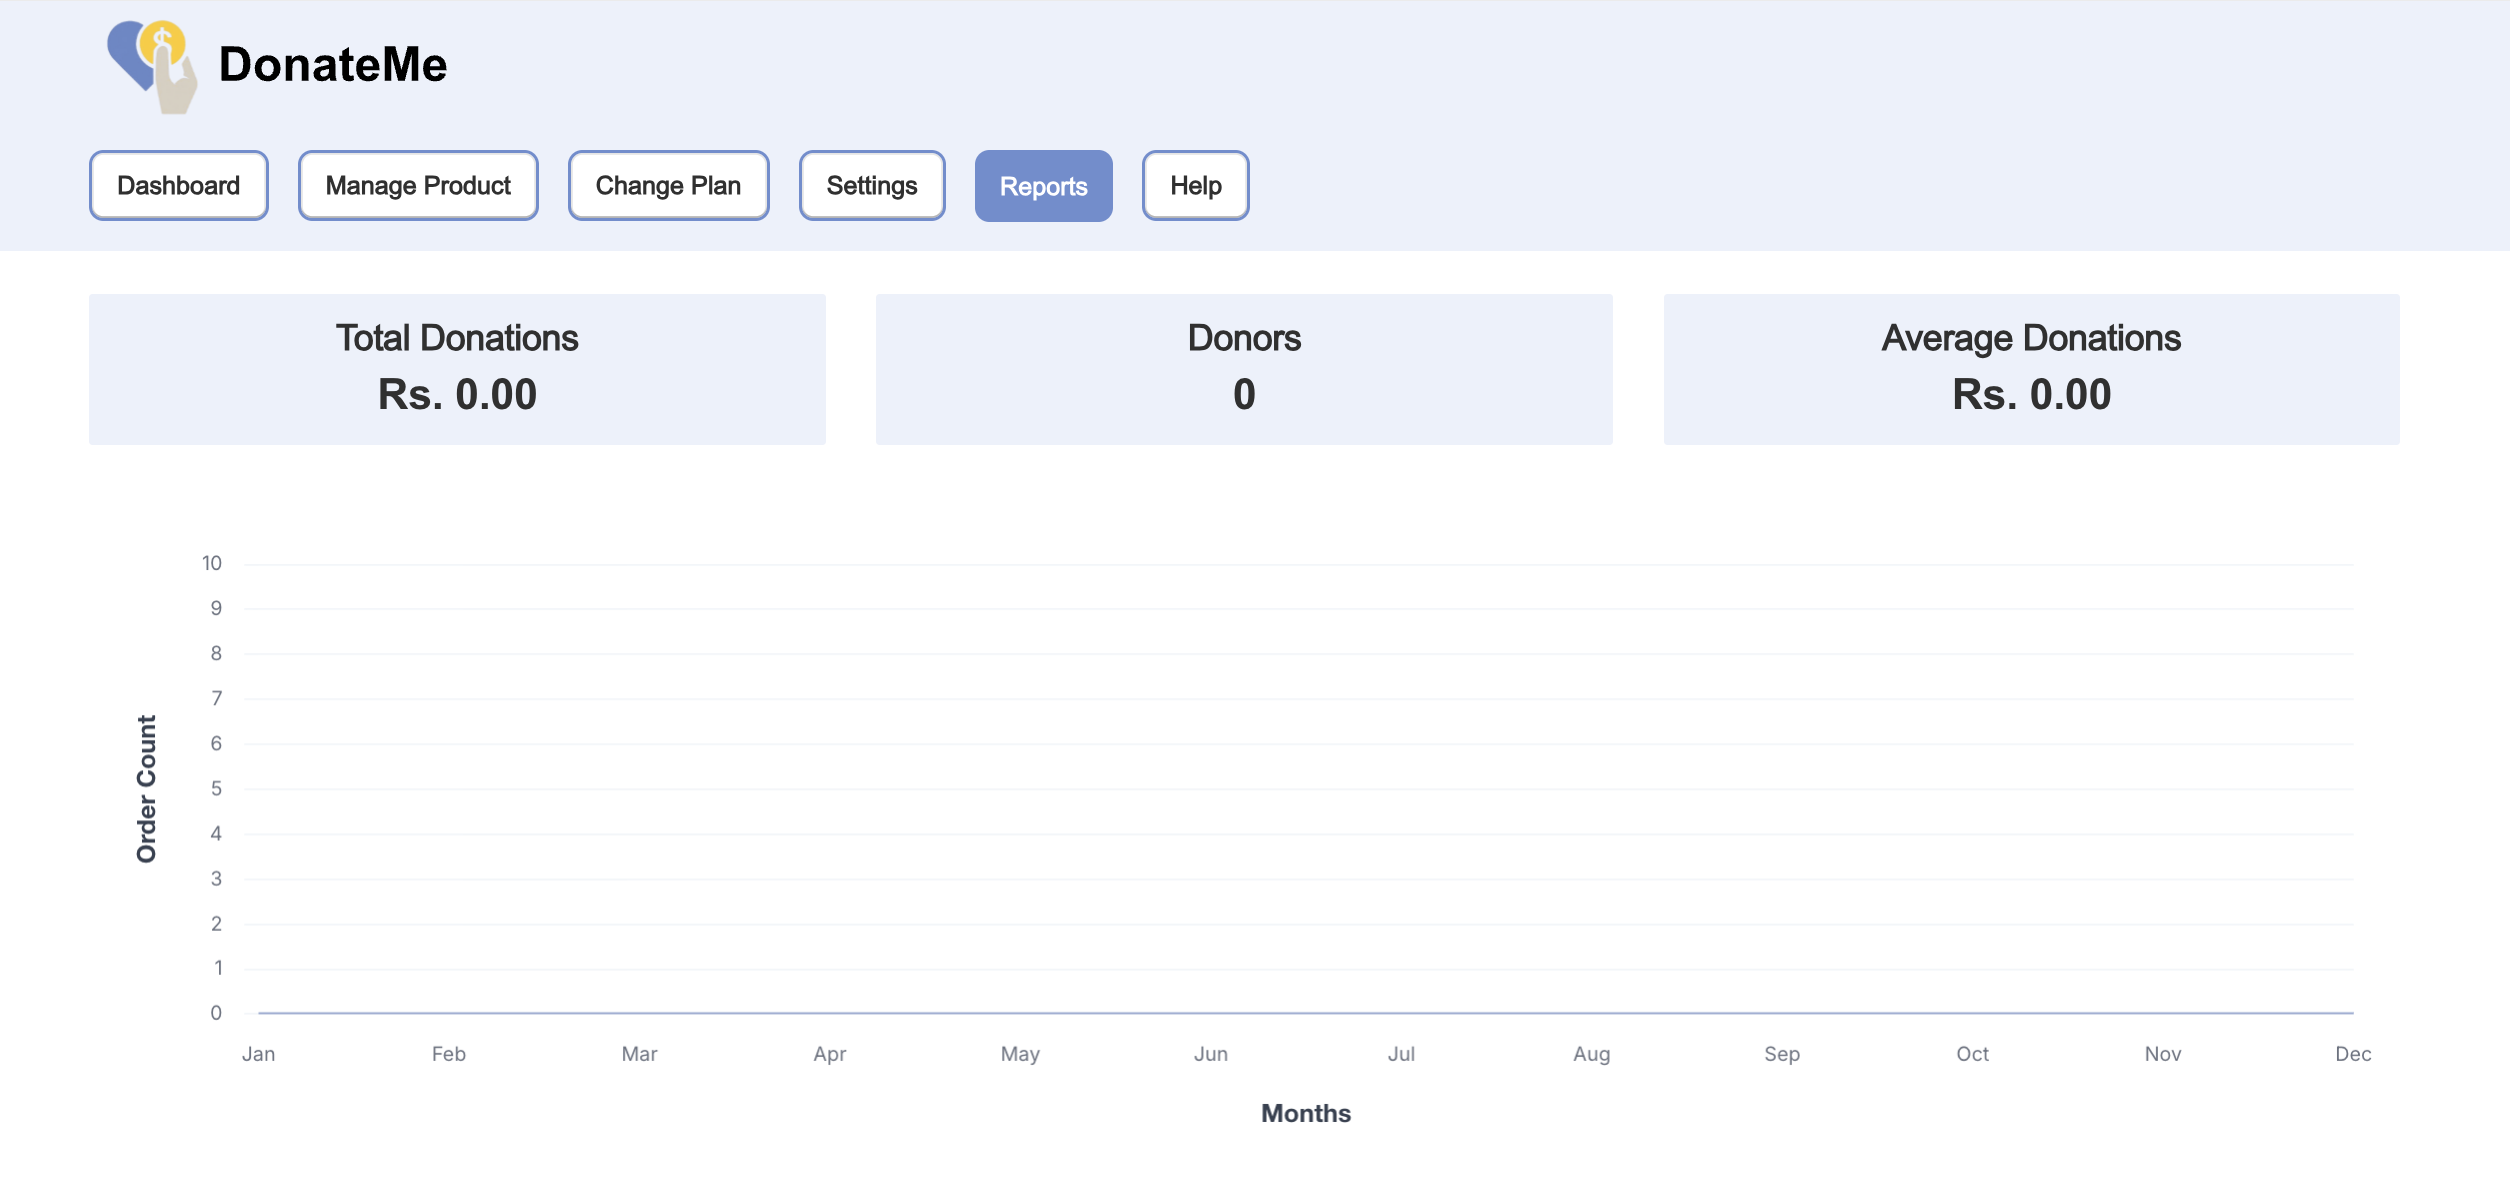 $
DonateMe
Dashboard Manage Product Change Plan Settings Reports Help
Total Donations
Rs. 0.00
Donors
0
Average Donations
Rs. 0.00
Order Count
10
9
8
7
6
5
4
3
2
1
0
Jan Feb Mar Apr May Jun Jul Aug Sep Oct Nov Dec
Months